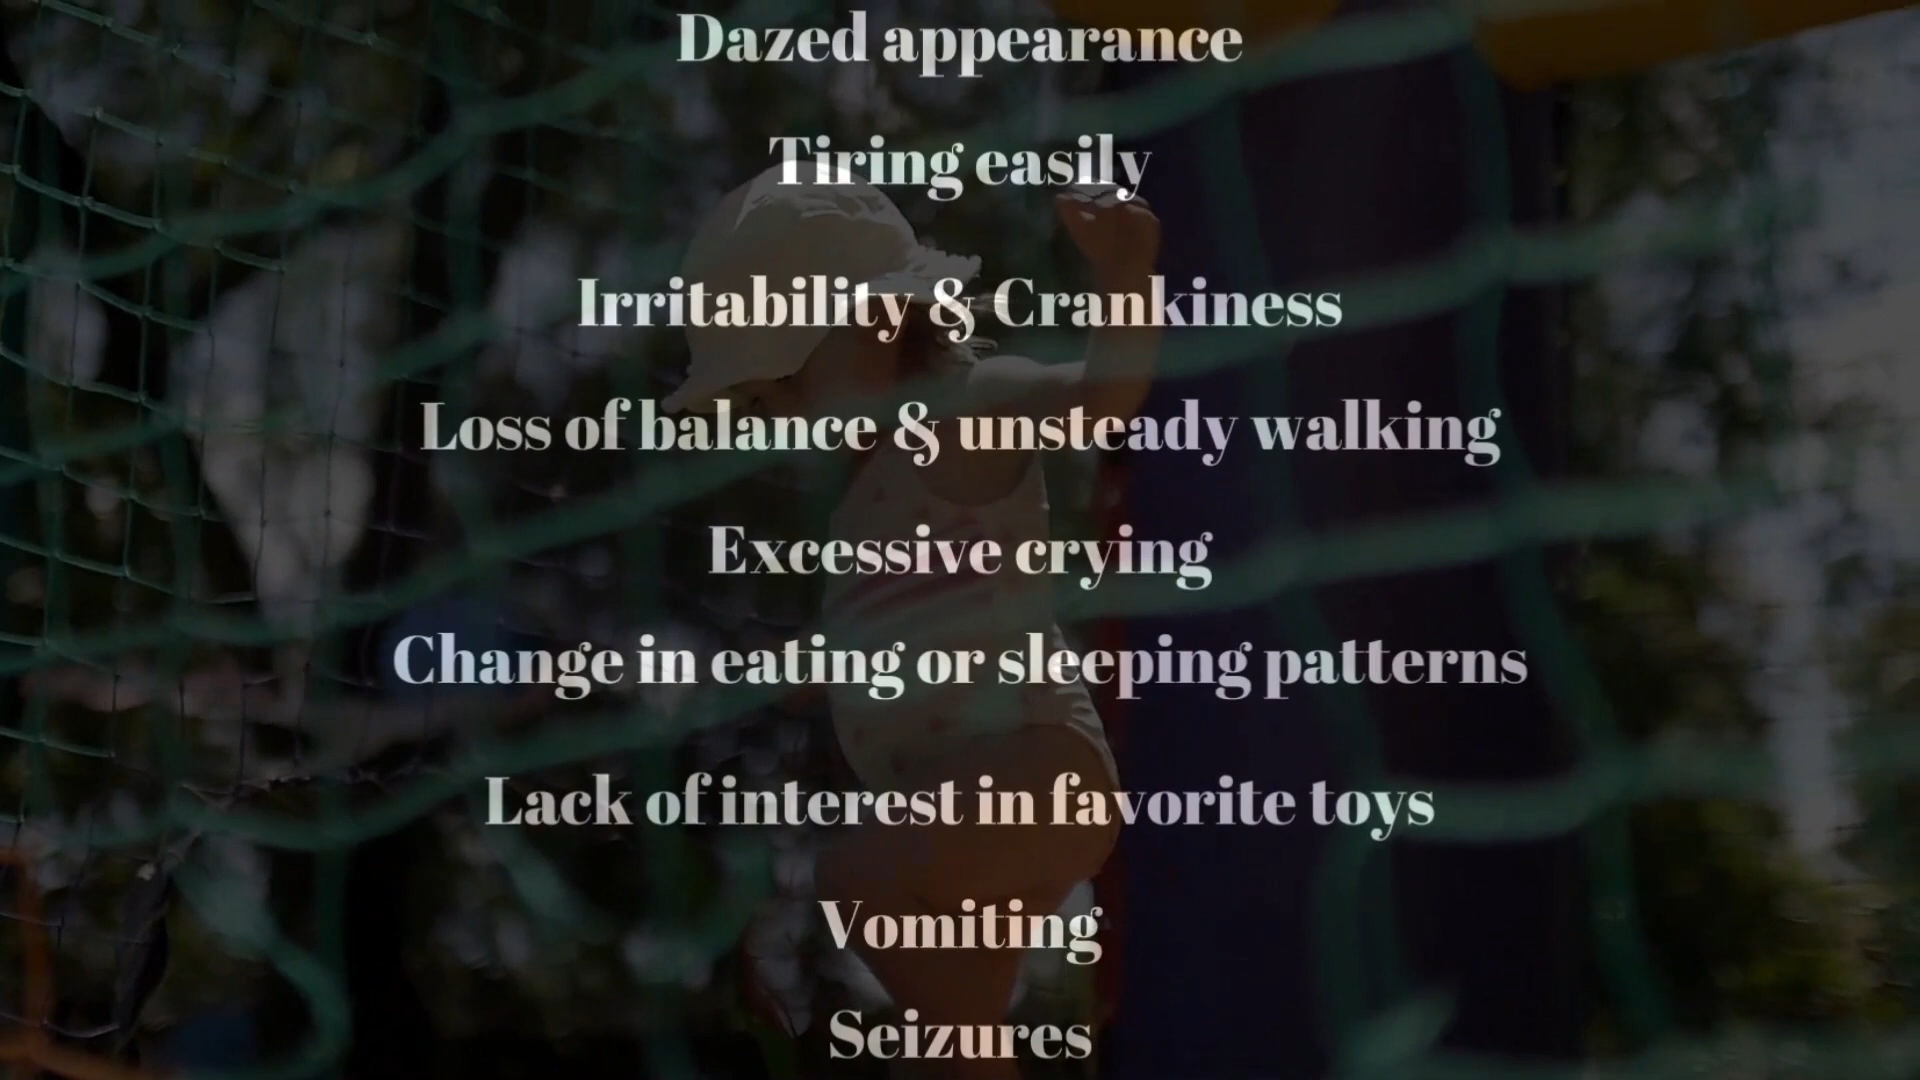 Dazed appearance
Tiring easily
Irritability & Crankiness
Loss of balance & unsteady walking
Excessive crying
Change in eating or sleeping patterns
Lack of interest in favorite toys
Vomiting
Seizures